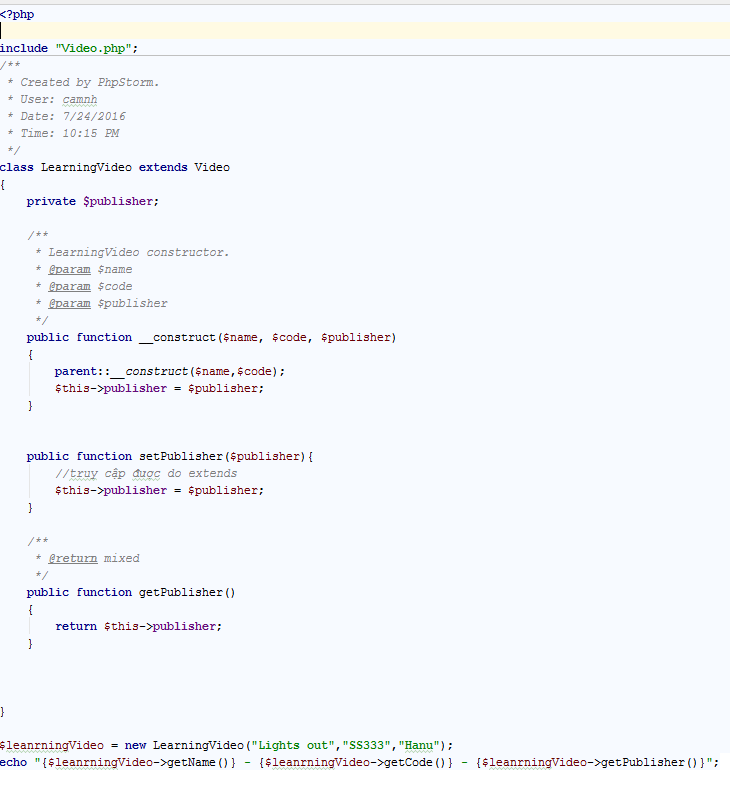 <?php
include "Video.php";
/**
 * Created by PhpStorm.
 * User: camnh
 * Date: 7/24/2016
 * Time: 10:15 PM
 */
class LearningVideo extends Video
{
    private $publisher;
    /**
     * LearningVideo constructor.
     * @param $name
     * @param $code
     * @param $publisher
     */
    public function __construct($name, $code, $publisher)
    {
        parent::__construct($name,$code);
        $this->publisher = $publisher;
    }
    public function setPublisher($publisher){
        //truy cập được do extends
        $this->publisher = $publisher;
    }
    /**
     * @return mixed
     */
    public function getPublisher()
    {
        return $this->publisher;
    }
}
$leanrningVideo = new LearningVideo("Lights out","SS333","Hanu");
echo "{$leanrningVideo->getName()} - {$leanrningVideo->getCode()} - {$leanrningVideo->getPublisher()}";